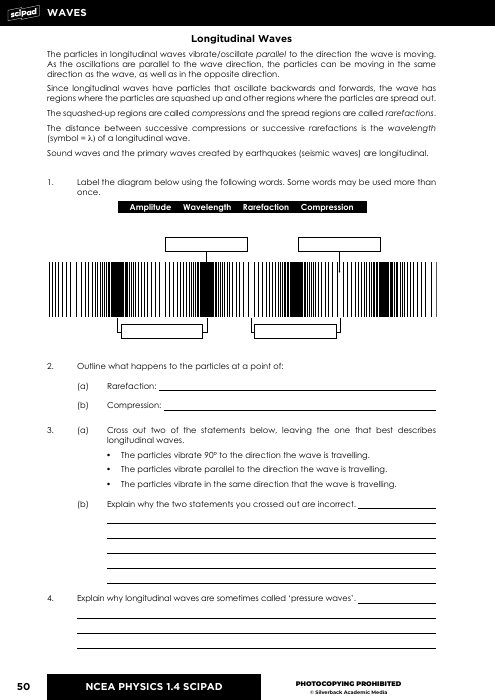 scipad WAVES
Longitudinal Waves
The particles in longitudinal waves vibrate/oscillate parallel to the direction the wave is moving.
As the oscillations are parallel to the wave direction, the particles can be moving in the same
direction as the wave, as well as in the opposite direction.
Since longitudinal waves have particles that oscillate backwards and forwards, the wave has
regions where the particles are squashed up and other regions where the particles are spread out.
The squashed-up regions are called compressions and the spread regions are called rarefactions.
The distance between successive compressions or successive rarefactions is the wavelength
(symbol = λ) of a longitudinal wave.
Sound waves and the primary waves created by earthquakes (seismic waves) are longitudinal.
1. Label the diagram below using the following words. Some words may be used more than
once.
Amplitude Wavelength Rarefaction Compression
2. Outline what happens to the particles at a point of:
(a) Rarefaction:
(b) Compression:
3. (a) Cross out two of the statements below, leaving the one that best describes
longitudinal waves.
• The particles vibrate 90° to the direction the wave is travelling.
• The particles vibrate parallel to the direction the wave is travelling.
• The particles vibrate in the same direction that the wave is travelling.
(b) Explain why the two statements you crossed out are incorrect.
4. Explain why longitudinal waves are sometimes called 'pressure waves'.
50 NCEA PHYSICS 1.4 SCIPAD PHOTOCOPYING PROHIBITED
© Silverback Academic Media